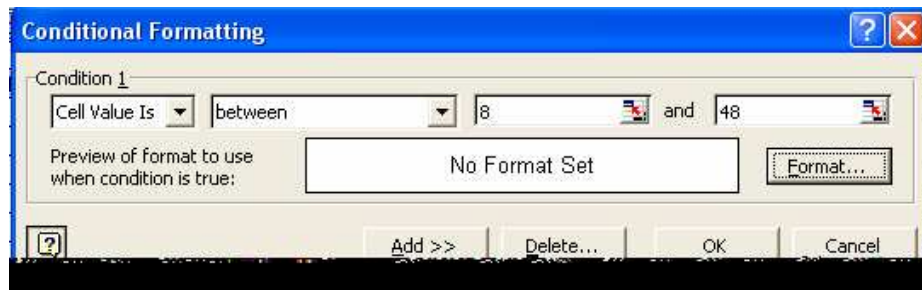 Conditional Formatting
Condition 1
Cell Value Is between 8 and 48
Preview of format to use
when condition is true:
No Format Set
Format...
Add >> Delete... OK Cancel